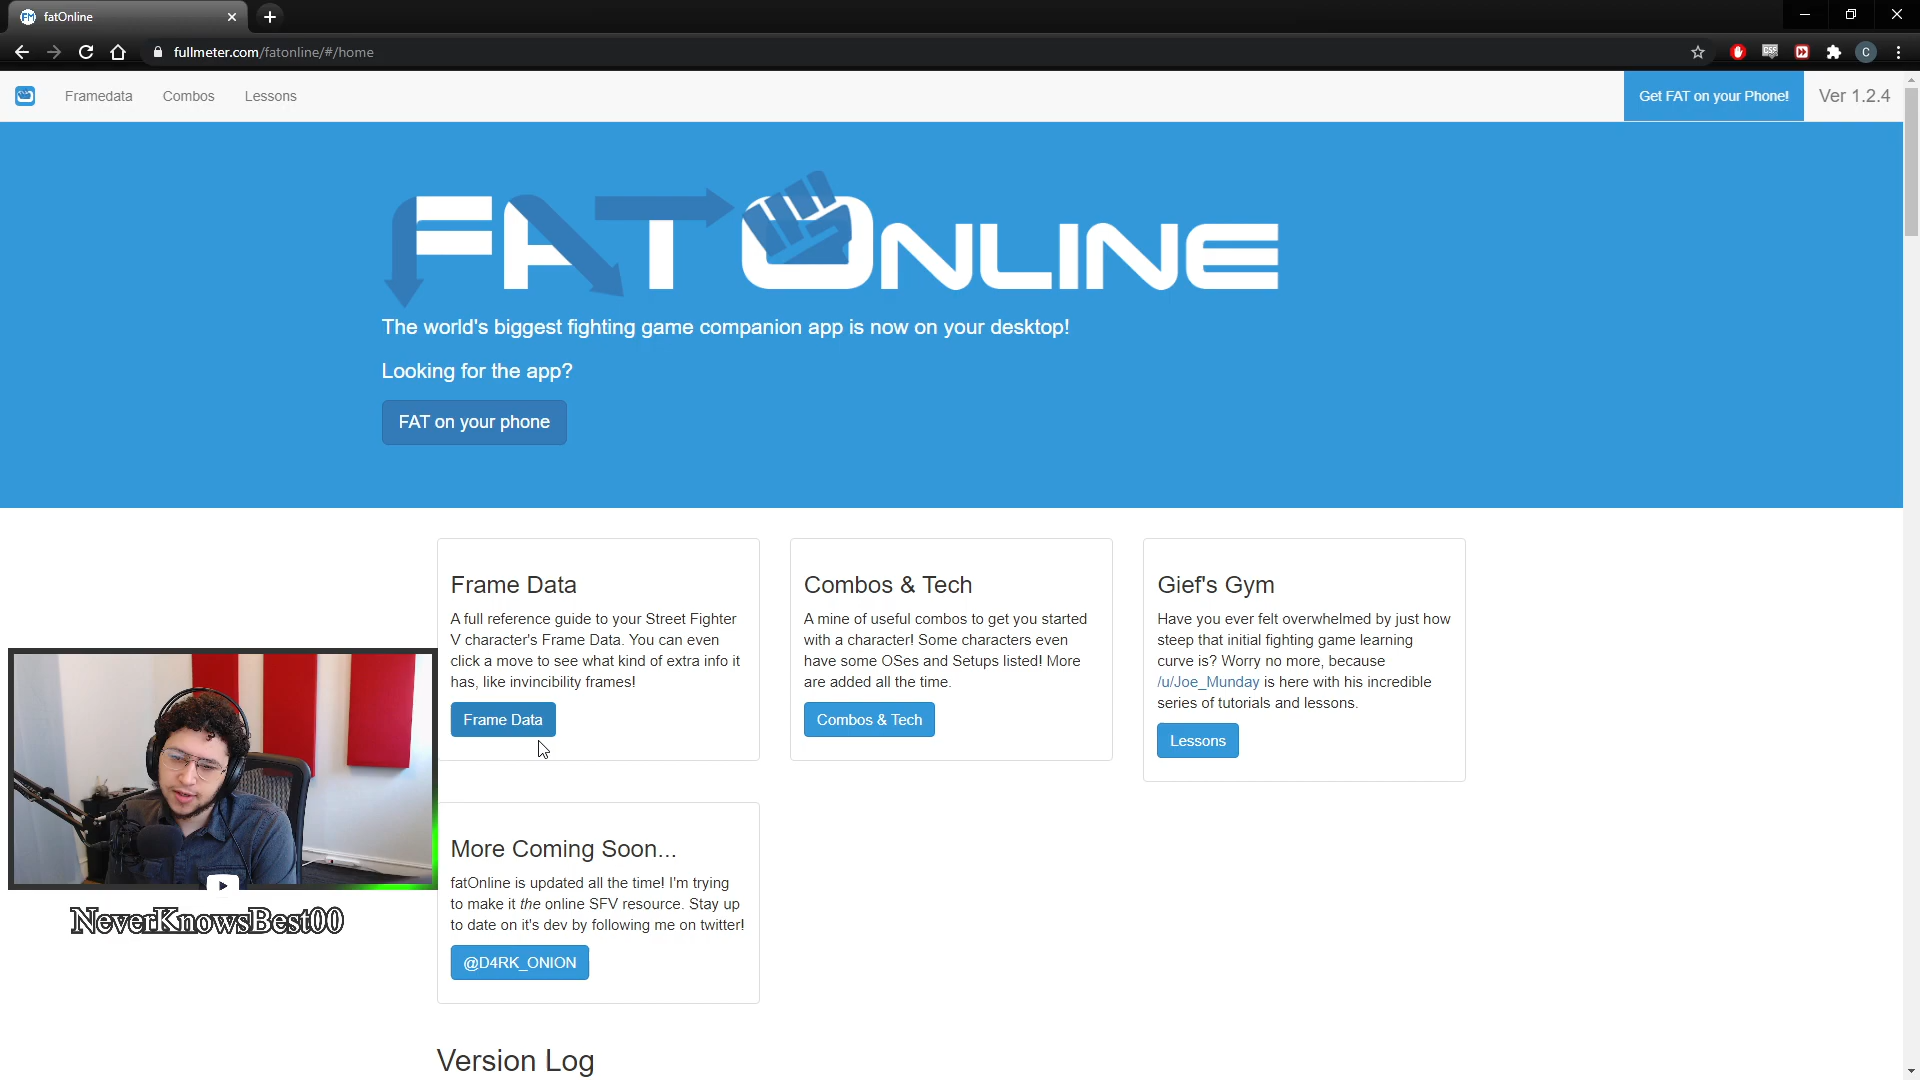 fatOnline
fullmeter.com/fatonline/#/home
Framedata
Combos
Lessons
Get FAT on your Phone!
Ver 1.2.4
FAT ONLINE
The world's biggest fighting game companion app is now on your desktop!
Looking for the app?
FAT on your phone
Frame Data
A full reference guide to your Street Fighter
V character's Frame Data. You can even
click a move to see what kind of extra info it
has, like invincibility frames!
Frame Data
Combos & Tech
A mine of useful combos to get you started
with a character! Some characters even
have some OSes and Setups listed! More
are added all the time.
Combos & Tech
Gief's Gym
Have you ever felt overwhelmed by just how
steep that initial fighting game learning
curve is? Worry no more, because
/u/Joe_Munday is here with his incredible
series of tutorials and lessons.
Lessons
More Coming Soon...
fatOnline is updated all the time! I'm trying
to make it the online SFV resource. Stay up
to date on it's dev by following me on twitter!
@D4RK_ONION
NeverKnowsBest00
Version Log